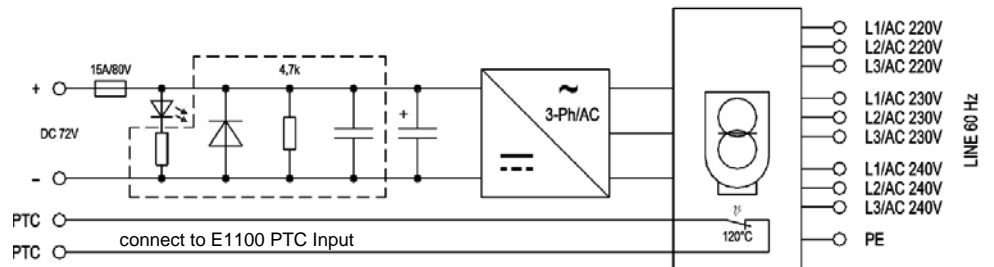 15A/80V
4,7k
+
DC 72V
–
+
~
3-Ph/AC
PTC
PTC
connect to E1100 PTC Input
120°C
L1/AC 220V
L2/AC 220V
L3/AC 220V
L1/AC 230V
L2/AC 230V
L3/AC 230V
L1/AC 240V
L2/AC 240V
L3/AC 240V
PE
LINE 60 Hz